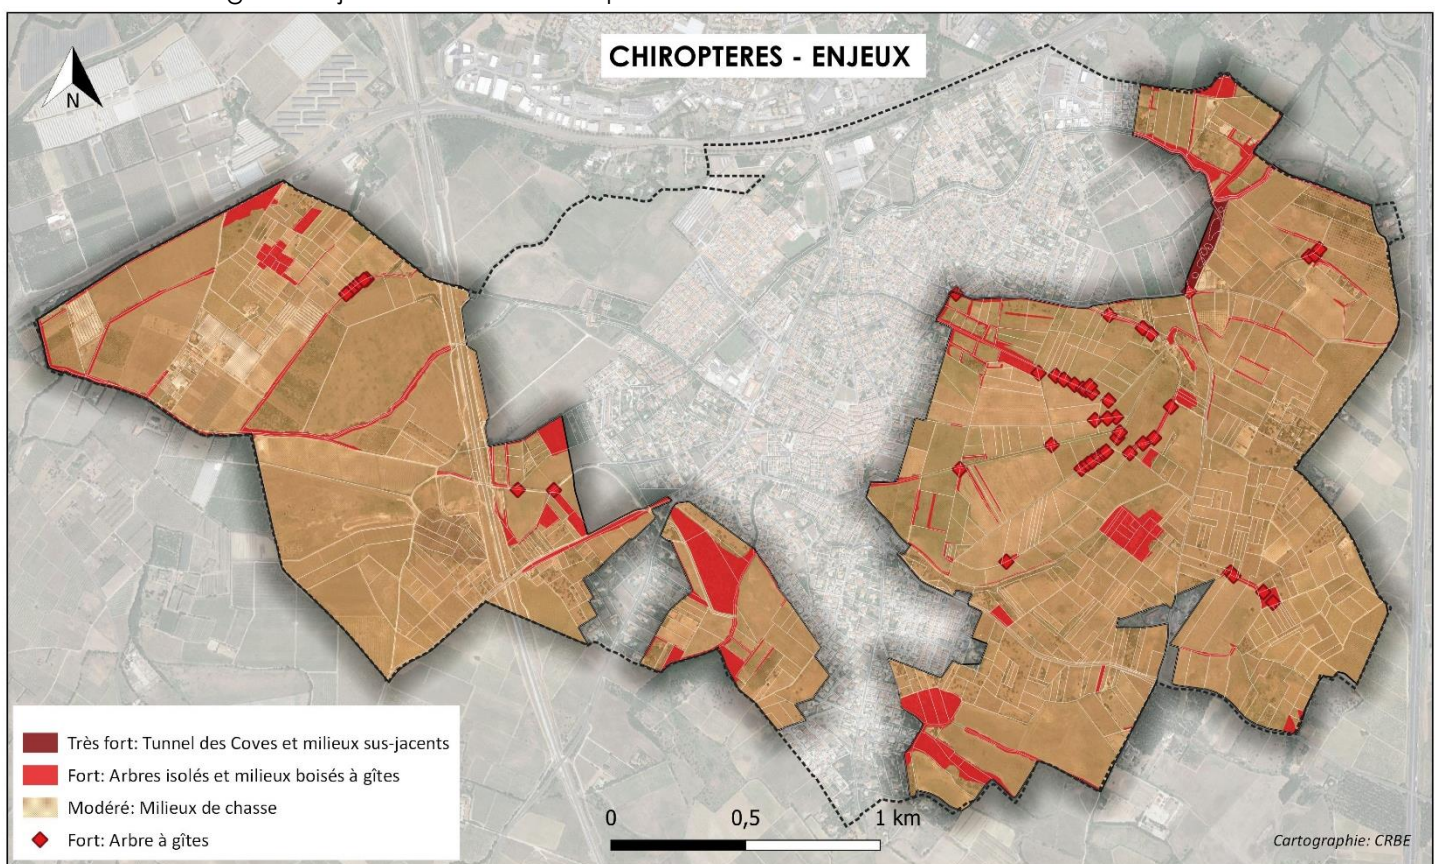 CHIROPTERES - ENJEUX
N
Très fort: Tunnel des Coves et milieux sus-jacents
Fort: Arbres isolés et milieux boisés à gîtes
Modéré: Milieux de chasse
Fort: Arbre à gîtes
0 0,5 1 km
Cartographie: CRBE